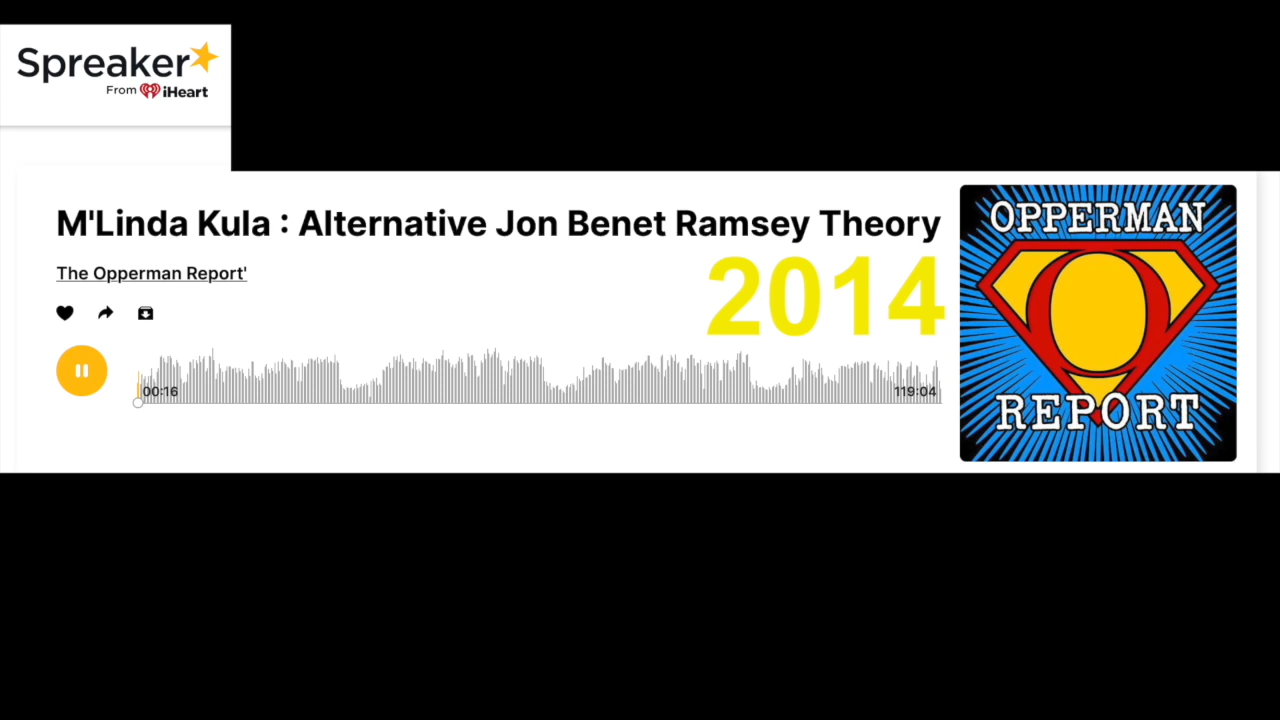 Spreaker
From iHeart
M'Linda Kula : Alternative Jon Benet Ramsey Theory
The Opperman Report'
2014
00:16
119:04
OPPERMAN
O
REPORT